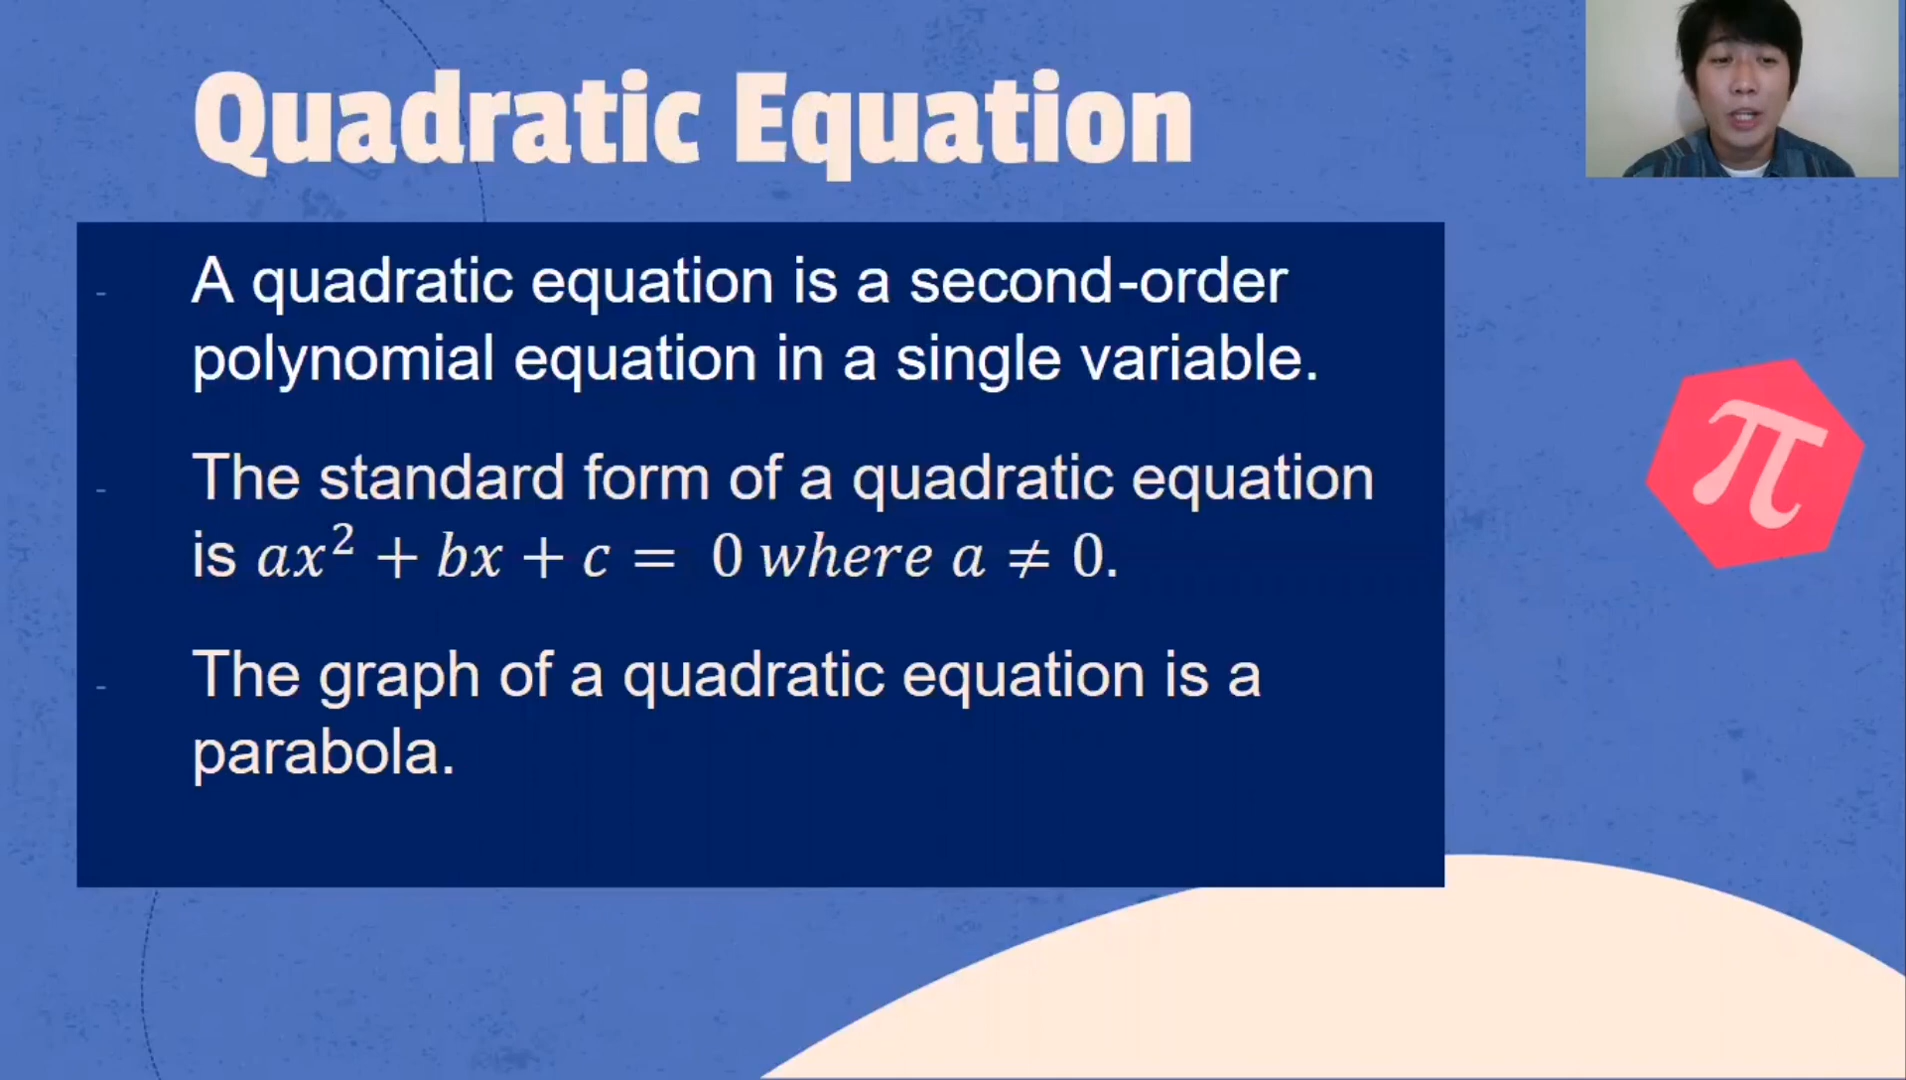 Quadratic Equation
- A quadratic equation is a second-order
polynomial equation in a single variable.
- The standard form of a quadratic equation
is 𝑎𝑥² + 𝑏𝑥 + 𝑐 = 0 𝑤ℎ𝑒𝑟𝑒 𝑎 ≠ 0.
- The graph of a quadratic equation is a
parabola.
π